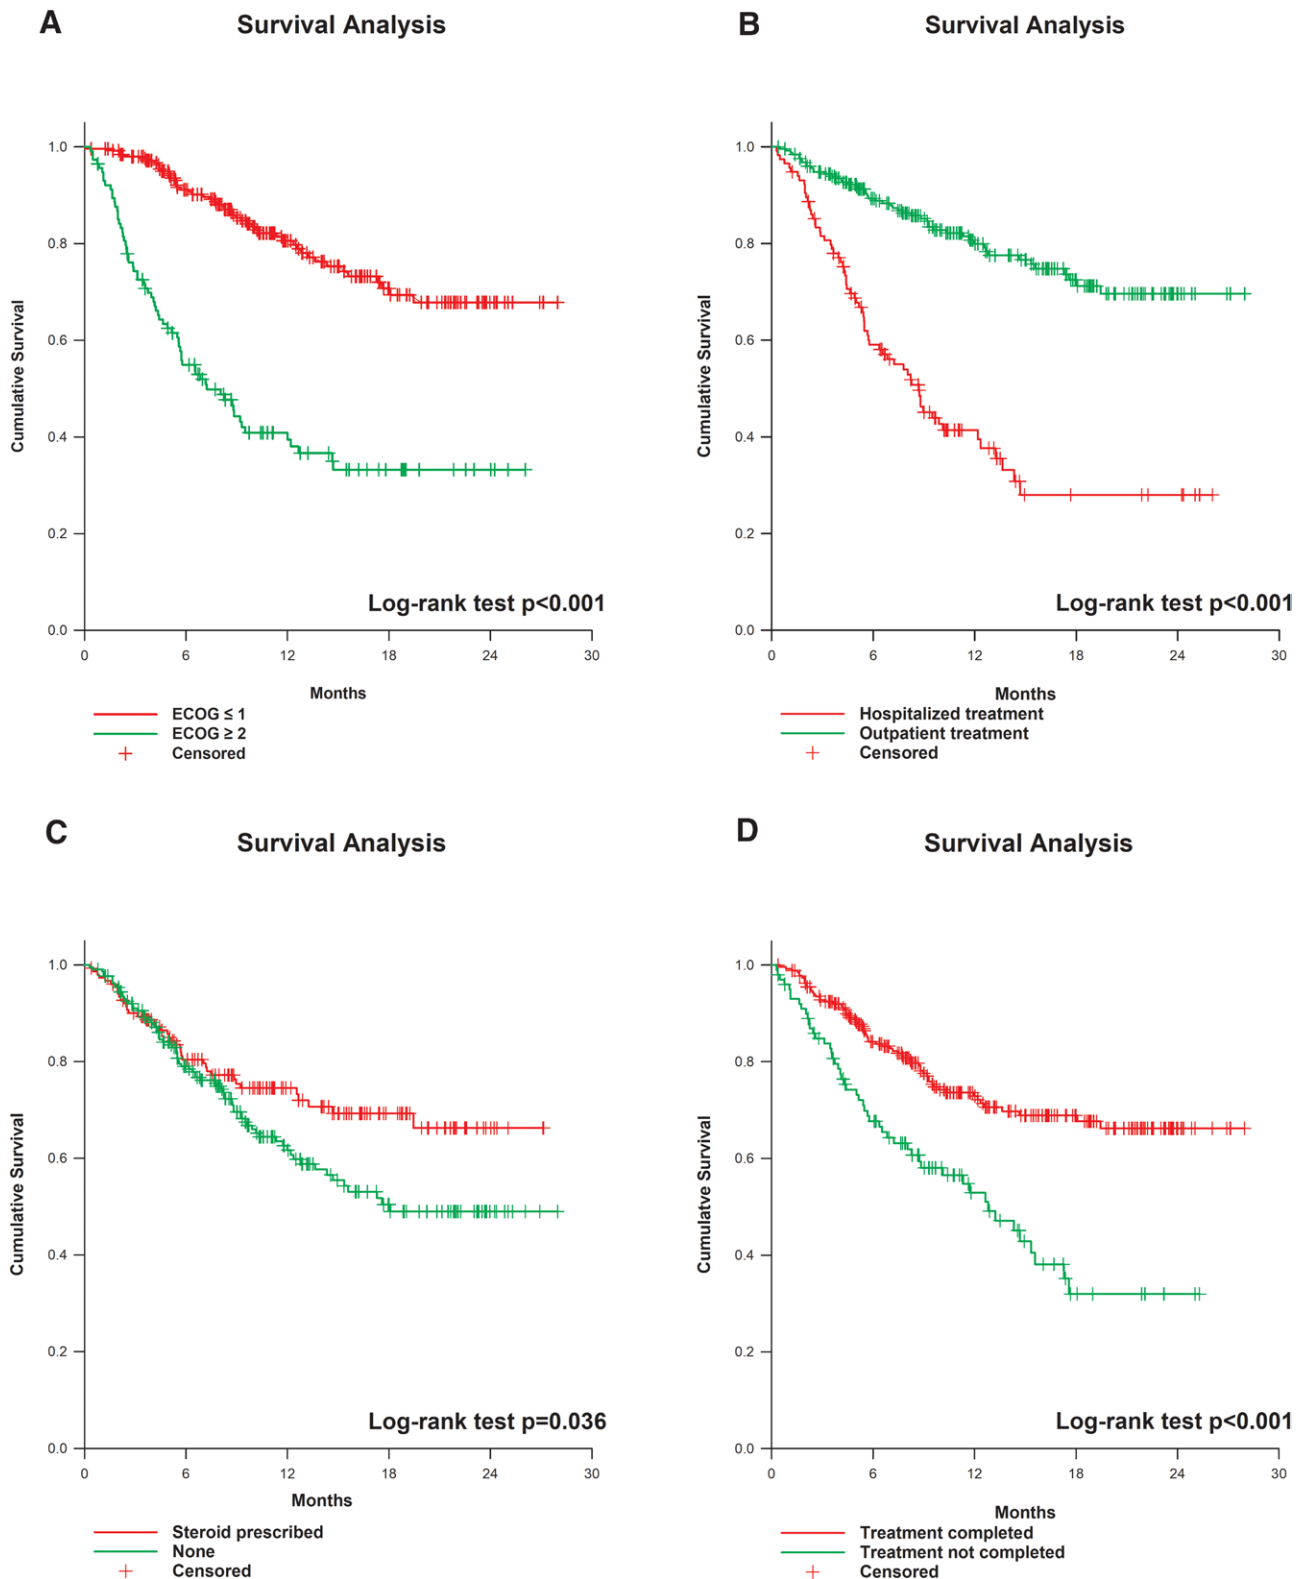 A
Survival Analysis
Cumulative Survival
1.0
0.8
0.6
0.4
0.2
0.0
Log-rank test p<0.001
0 6 12 18 24 30
Months
ECOG ≤ 1
ECOG ≥ 2
Censored
B
Survival Analysis
Cumulative Survival
1.0
0.8
0.6
0.4
0.2
0.0
Log-rank test p<0.001
0 6 12 18 24 30
Months
Hospitalized treatment
Outpatient treatment
Censored
C
Survival Analysis
Cumulative Survival
1.0
0.8
0.6
0.4
0.2
0.0
Log-rank test p=0.036
0 6 12 18 24 30
Months
Steroid prescribed
None
Censored
D
Survival Analysis
Cumulatve Survival
1.0
0.8
0.6
0.4
0.2
0.0
Log-rank test p<0.001
0 6 12 18 24 30
Months
Treatment completed
Treatment not completed
Censored